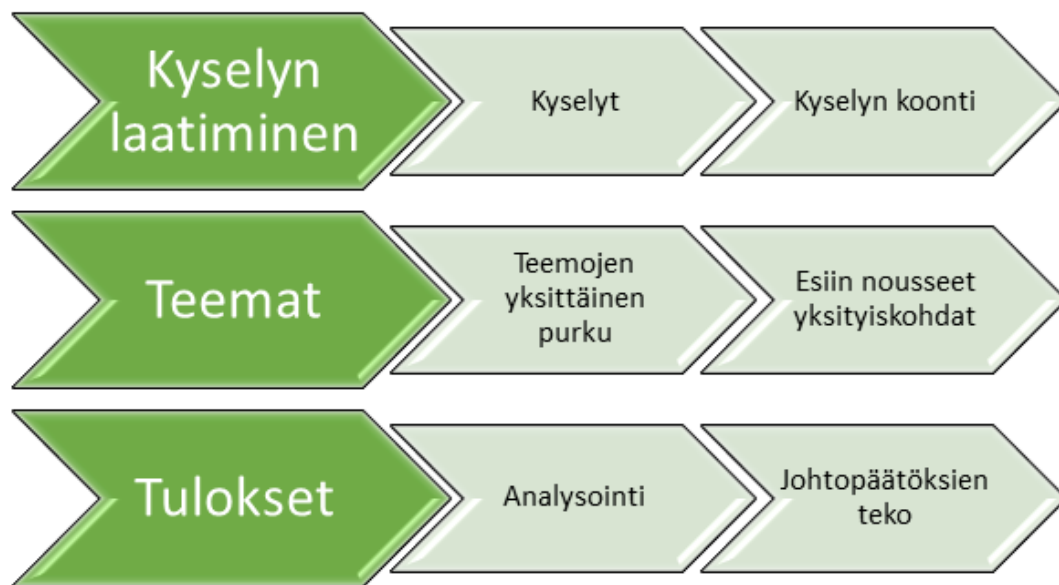 Kyselyn
laatiminen
Kyselyt
Kyselyn koonti
Teemat
Teemojen
yksittäinen
purku
Esiin nousseet
yksityiskohdat
Tulokset
Analysointi
Johtopäätöksien
teko